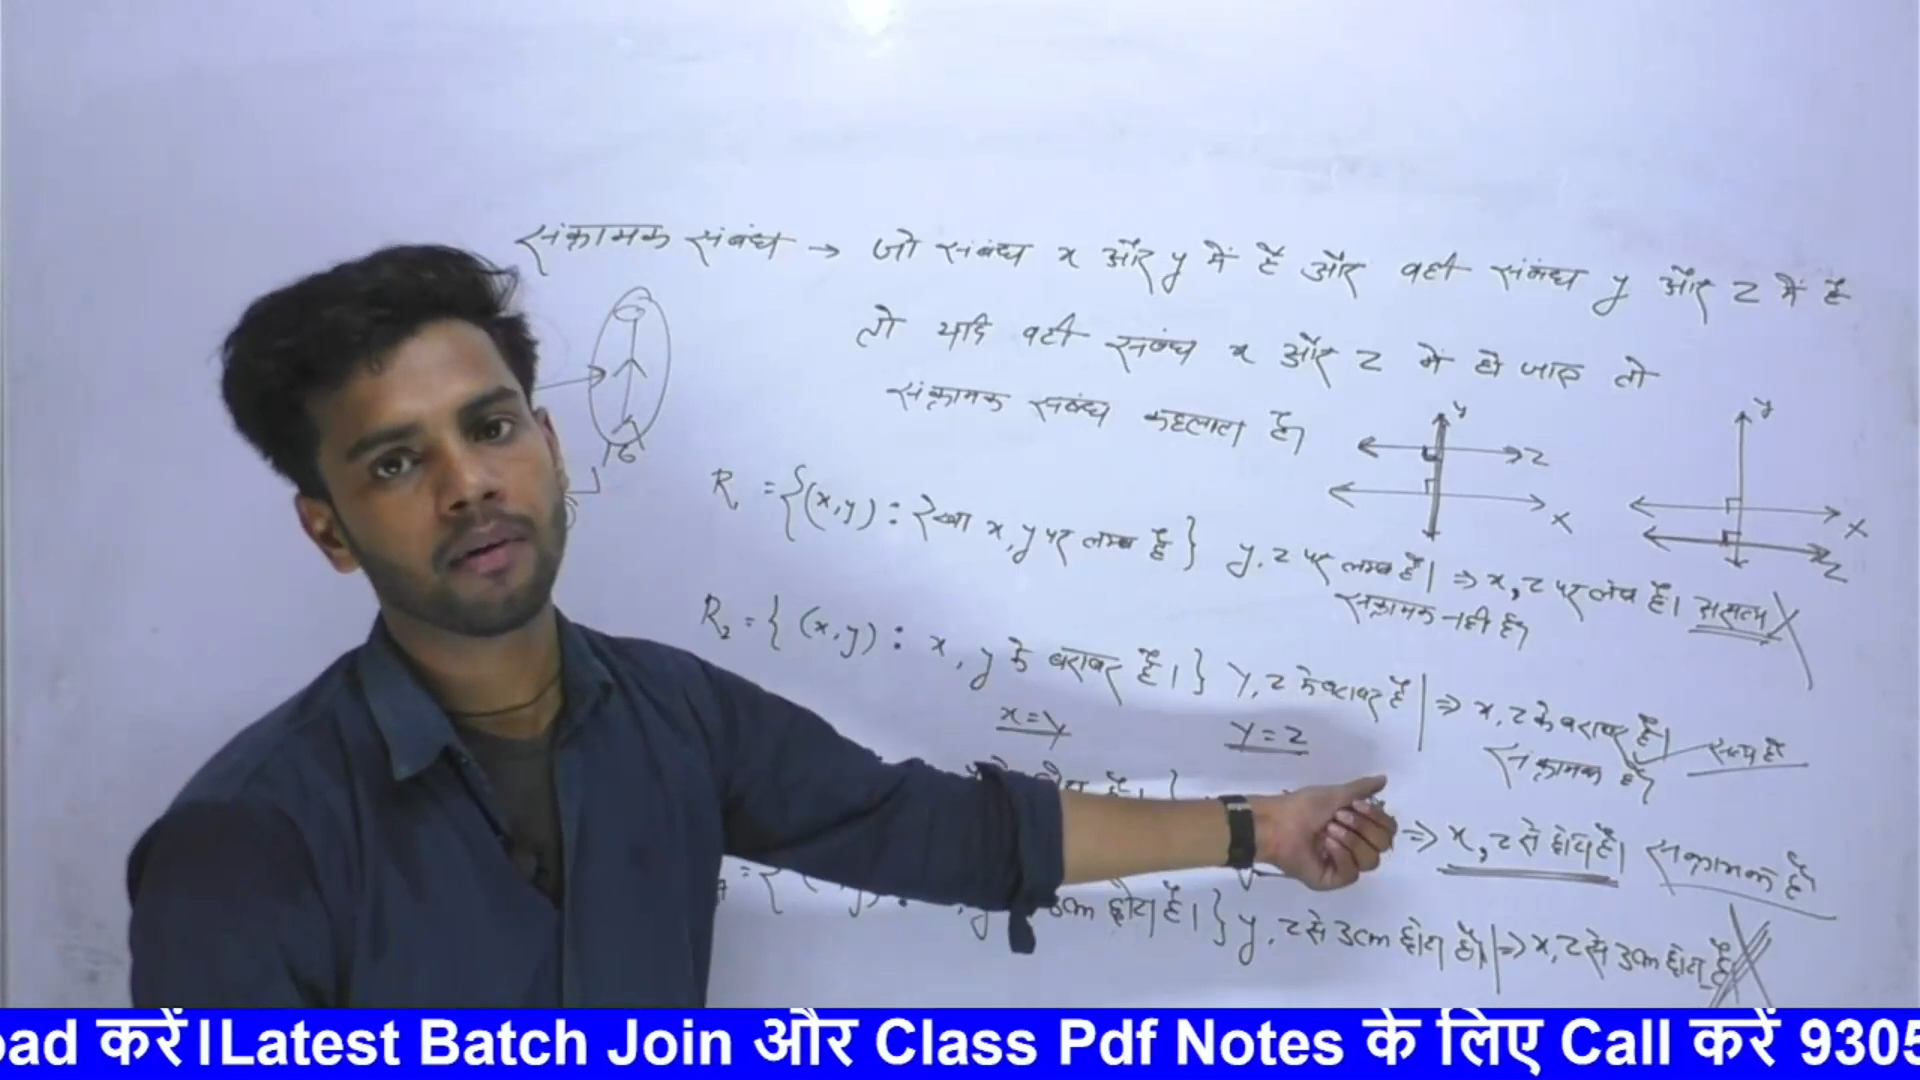 संक्रामक संबंध → जो संबंध x और y में है और वही संबंध y और z में है
तो यदि वही संबंध x और z में हो जाए तो
संक्रामक संबंध कहलाता है।
y
z
x
y
x
z
R₁ = {(x,y) : रेखा x, y पर लम्ब है } y, z पर लम्ब है। ⇒ x, z पर लंब है। असत्य
संक्रामक नही है।
R₂ = { (x,y) : x, y के बराबर है। } y, z के बराबर है | ⇒ x, z के बराबर है। सत्य है
x = y
y = z
संक्रामक है।
छोटा है। }
⇒ x, z से छोटा है। संक्रामक है
= { y) : , y 3cm छोटा है। } y, z से 3cm छोटा है। | ⇒ x, z से 3cm छोटा है।
oad करें।Latest Batch Join और Class Pdf Notes के लिए Call करें 9305